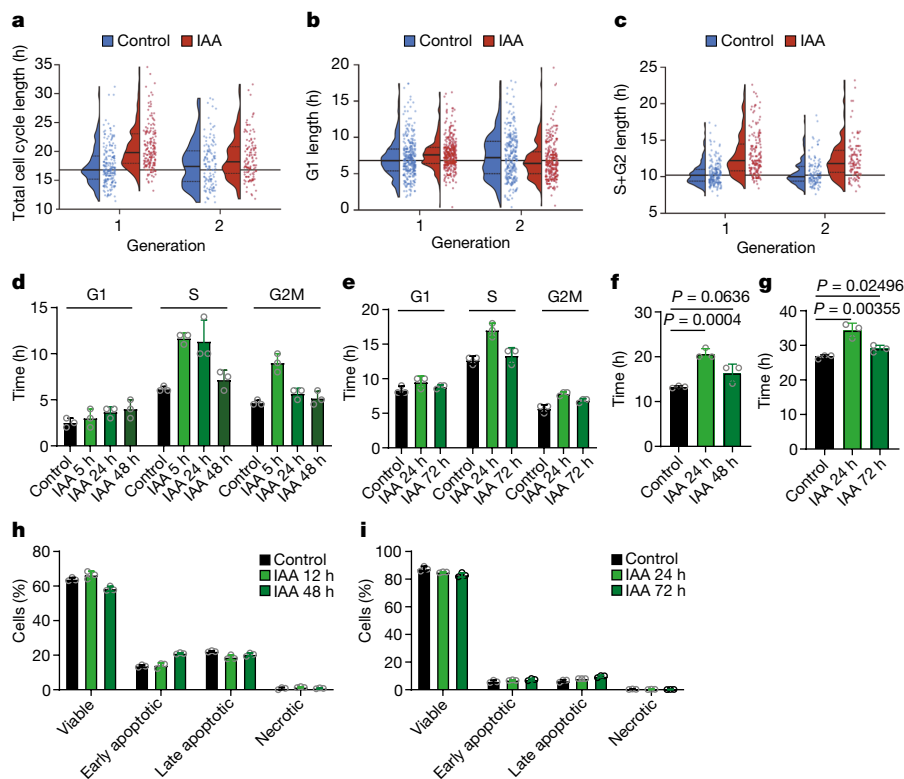 a
Control IAA
Total cell cycle length (h)
35
30
25
20
15
10
1 2
Generation
b
Control IAA
G1 length (h)
20
15
10
5
0
1 2
Generation
c
Control IAA
S+G2 length (h)
25
20
15
10
5
1 2
Generation
d
G1 S G2M
Time (h)
15
10
5
0
Control
IAA 5 h
IAA 24 h
IAA 48 h
Control
IAA 5 h
IAA 24 h
IAA 48 h
Control
IAA 5 h
IAA 24 h
IAA 48 h
e
G1 S G2M
Time (h)
20
15
10
5
0
Control
IAA 24 h
IAA 72 h
Control
IAA 24 h
IAA 72 h
Control
IAA 24 h
IAA 72 h
f
P = 0.0636
P = 0.0004
Time (h)
30
20
10
0
Control
IAA 24 h
IAA 48 h
g
P = 0.02496
P = 0.00355
Time (h)
40
30
20
10
0
Control
IAA 24 h
IAA 72 h
h
Control
IAA 12 h
IAA 48 h
Cells (%)
80
60
40
20
0
Viable
Early apoptotic
Late apoptotic
Necrotic
i
Control
IAA 24 h
IAA 72 h
Cells (%)
100
80
60
40
20
0
Viable
Early apoptotic
Late apoptotic
Necrotic